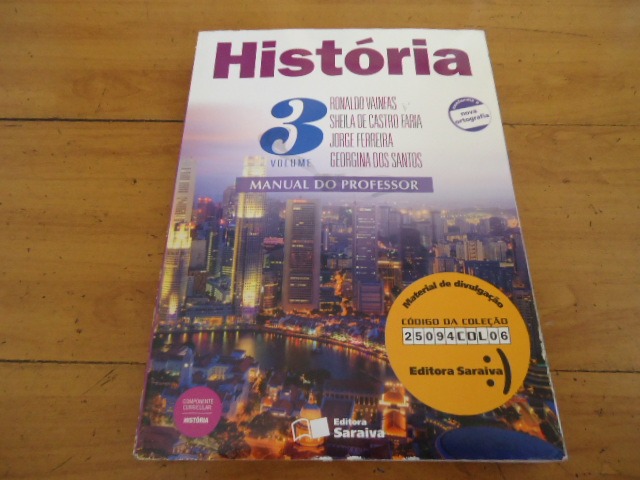 História
3
VOLUME
RONALDO VAINFAS
SHEILA DE CASTRO FARIA
JORGE FERREIRA
GEORGINA DOS SANTOS
nova
ortografia
MANUAL DO PROFESSOR
Material de divulgação
CÓDIGO DA COLEÇÃO
25094COL06
Editora Saraiva
:)
COMPONENTE
CURRICULAR
HISTÓRIA
Editora
Saraiva